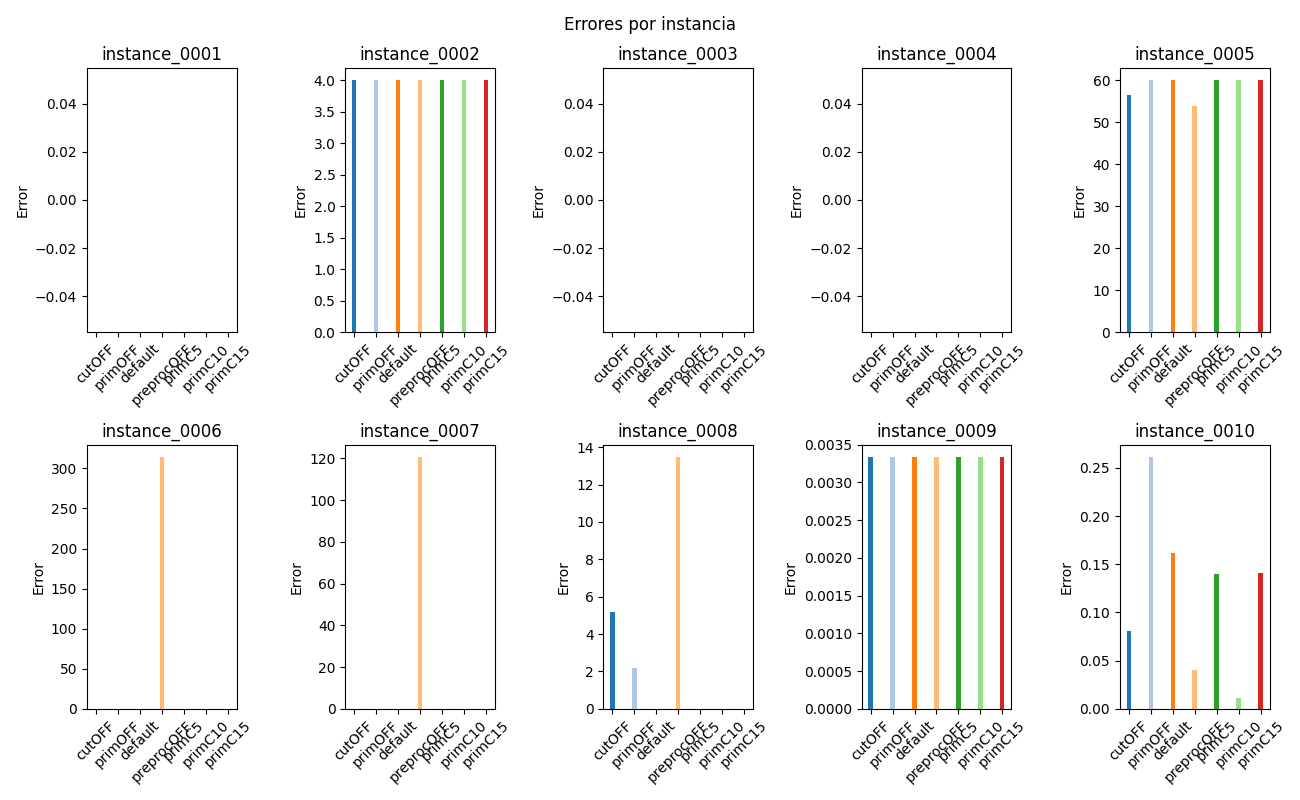 Errores por instancia
instance_0001
Error
0.04
0.02
0.00
−0.02
−0.04
cutOFF
primOFF
default
preprocOFF
primC5
primC10
primC15
instance_0002
Error
4.0
3.5
3.0
2.5
2.0
1.5
1.0
0.5
0.0
cutOFF
primOFF
default
preprocOFF
primC5
primC10
primC15
instance_0003
Error
0.04
0.02
0.00
−0.02
−0.04
cutOFF
primOFF
default
preprocOFF
primC5
primC10
primC15
instance_0004
Error
0.04
0.02
0.00
−0.02
−0.04
cutOFF
primOFF
default
preprocOFF
primC5
primC10
primC15
instance_0005
Error
60
50
40
30
20
10
0
cutOFF
primOFF
default
preprocOFF
primC5
primC10
primC15
instance_0006
Error
300
250
200
150
100
50
0
cutOFF
primOFF
default
preprocOFF
primC5
primC10
primC15
instance_0007
Error
120
100
80
60
40
20
0
cutOFF
primOFF
default
preprocOFF
primC5
primC10
primC15
instance_0008
Error
14
12
10
8
6
4
2
0
cutOFF
primOFF
default
preprocOFF
primC5
primC10
primC15
instance_0009
Error
0.0035
0.0030
0.0025
0.0020
0.0015
0.0010
0.0005
0.0000
cutOFF
primOFF
default
preprocOFF
primC5
primC10
primC15
instance_0010
Error
0.25
0.20
0.15
0.10
0.05
0.00
cutOFF
primOFF
default
preprocOFF
primC5
primC10
primC15